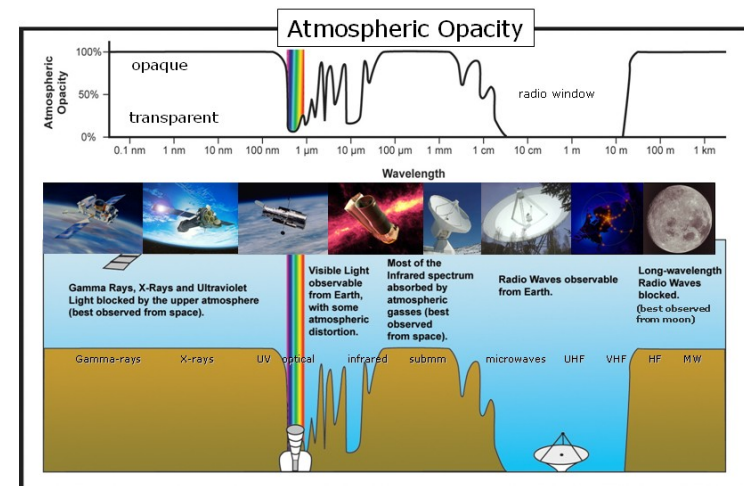 Atmospheric Opacity
Atmospheric
Opacity
100%
50%
0%
opaque
transparent
radio window
0.1 nm 1 nm 10 nm 100 nm 1 μm 10 μm 100 μm 1 mm 1 cm 10 cm 1 m 10 m 100 m 1 km
Wavelength
Gamma Rays, X-Rays and Ultraviolet
Light blocked by the upper atmosphere
(best observed from space).
Visible Light
observable
from Earth,
with some
atmospheric
distortion.
Most of the
Infrared spectrum
absorbed by
atmospheric
gasses (best
observed
from space).
Radio Waves observable
from Earth.
Long-wavelength
Radio Waves
blocked.
(best observed
from moon)
Gamma-rays X-rays UV optical infrared submm microwaves UHF VHF HF MW